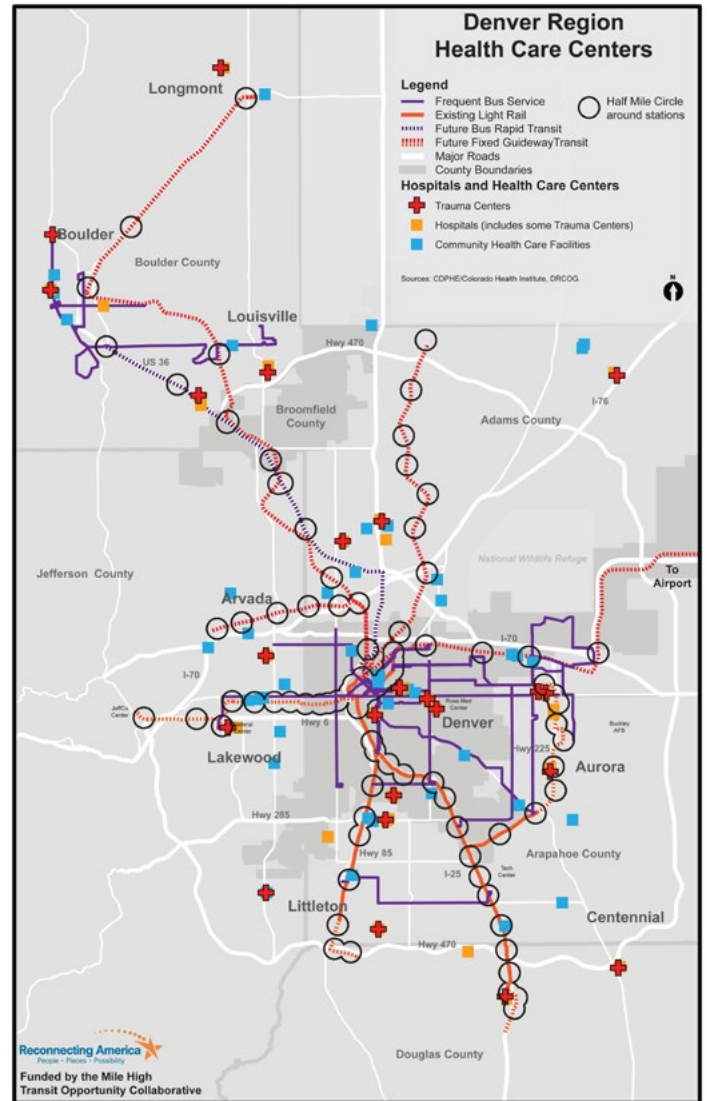 Denver Region
Health Care Centers
Legend
Frequent Bus Service
Existing Light Rail
Future Bus Rapid Transit
Future Fixed GuidewayTransit
Major Roads
County Boundaries
Half Mile Circle
around stations
Hospitals and Health Care Centers
Trauma Centers
Hospitals (includes some Trauma Centers)
Community Health Care Facilities
Sources: CDPHE/Colorado Health Institute, DRCOG.
N
Longmont
Boulder
Boulder County
Louisville
US 36
Hwy 470
Broomfield
County
Adams County
I-76
National Wildlife Refuge
To
Airport
Jefferson County
Arvada
I-70
I-70
JeffCo
Center
Hwy 6
Lakewood
Rose Med
Center
Denver
Hwy 225
Buckley
AFB
Aurora
Hwy 285
Hwy 85
I-25
Tech
Center
Arapahoe County
Littleton
Centennial
Hwy 470
Douglas County
Reconnecting America
People - Places - Possibility
Funded by the Mile High
Transit Opportunity Collaborative